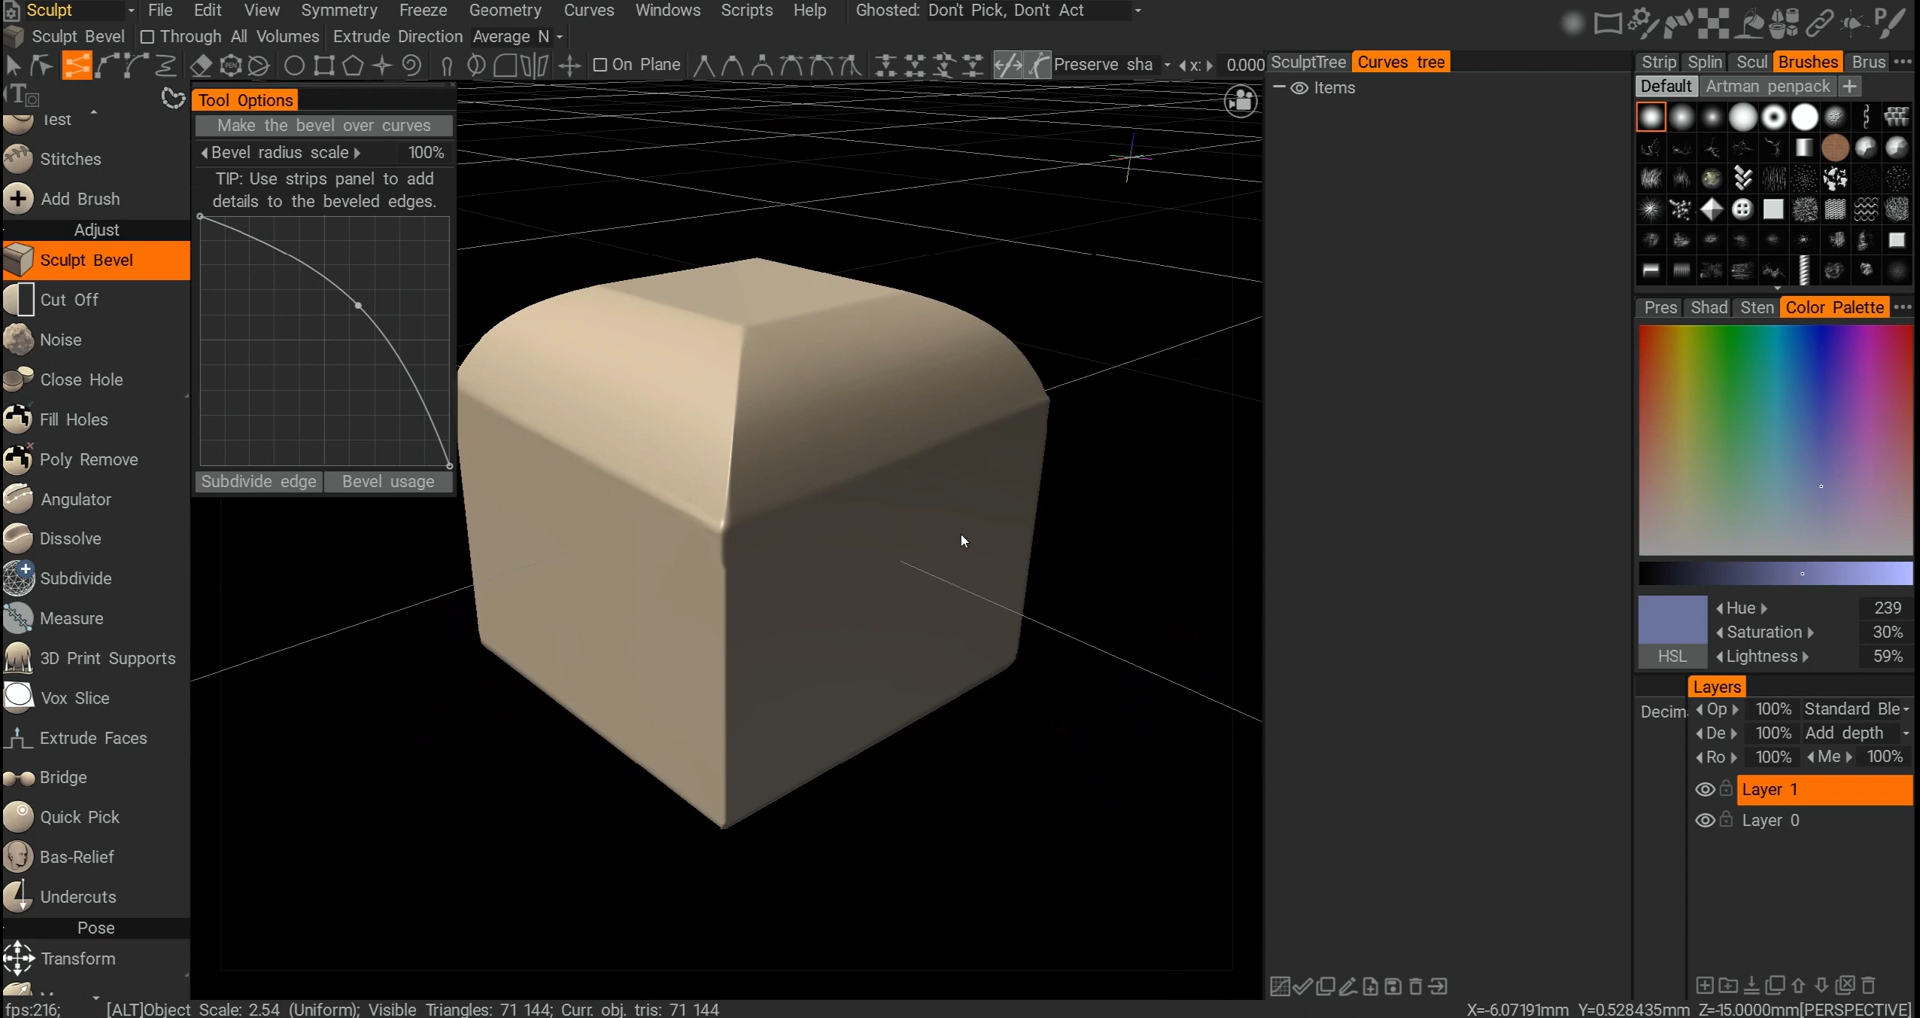 Sculpt File Edit View Symmetry Freeze Geometry Curves Windows Scripts Help Ghosted: Don't Pick, Don't Act
Sculpt Bevel Through All Volumes Extrude Direction Average N
On Plane Preserve sha x: 0.000
Tool Options
Make the bevel over curves
Bevel radius scale 100%
TIP: Use strips panel to add
details to the beveled edges.
Subdivide edge Bevel usage
Test
Stitches
Add Brush
Adjust
Sculpt Bevel
Cut Off
Noise
Close Hole
Fill Holes
Poly Remove
Angulator
Dissolve
Subdivide
Measure
3D Print Supports
Vox Slice
Extrude Faces
Bridge
Quick Pick
Bas-Relief
Undercuts
Pose
Transform
SculptTree Curves tree
Items
Strip Splin Scul Brushes Brus
Default Artman penpack
Pres Shad Sten Color Palette
Hue 239
Saturation 30%
HSL Lightness 59%
Layers
Decim Op 100% Standard Ble
De 100% Add depth
Ro 100% Me 100%
Layer 1
Layer 0
fps:216; [ALT]Object Scale: 2.54 (Uniform); Visible Triangles: 71 144; Curr. obj. tris: 71 144 X=-6.07191mm Y=0.528435mm Z=-15.0000mm[PERSPECTIVE]